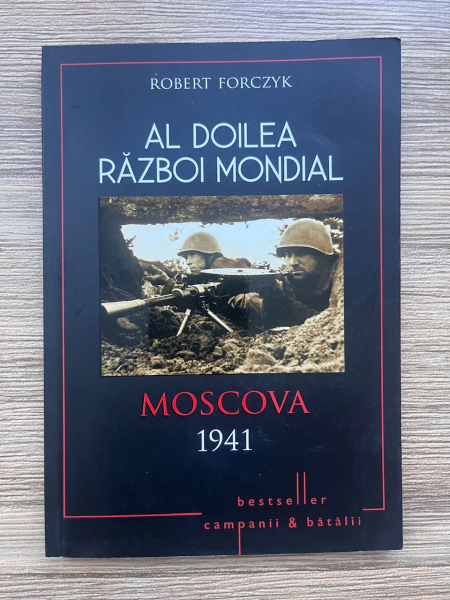 ROBERT FORCZYK
AL DOILEA
RĂZBOI MONDIAL
MOSCOVA
1941
bestseller
campanii & bătălii